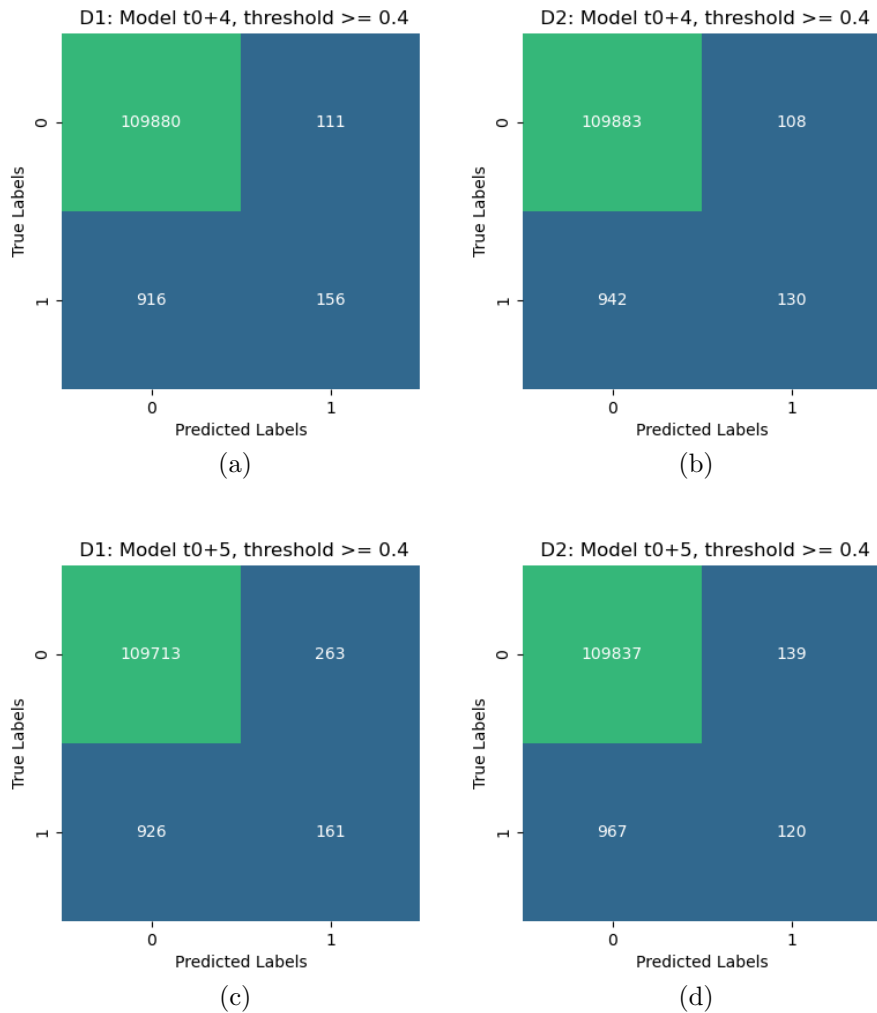 D1: Model t0+4, threshold >= 0.4
0
109880
111
True Labels
1
916
156
0
1
Predicted Labels
(a)
D2: Model t0+4, threshold >= 0.4
0
109883
108
True Labels
1
942
130
0
1
Predicted Labels
(b)
D1: Model t0+5, threshold >= 0.4
0
109713
263
True Labels
1
926
161
0
1
Predicted Labels
(c)
D2: Model t0+5, threshold >= 0.4
0
109837
139
True Labels
1
967
120
0
1
Predicted Labels
(d)